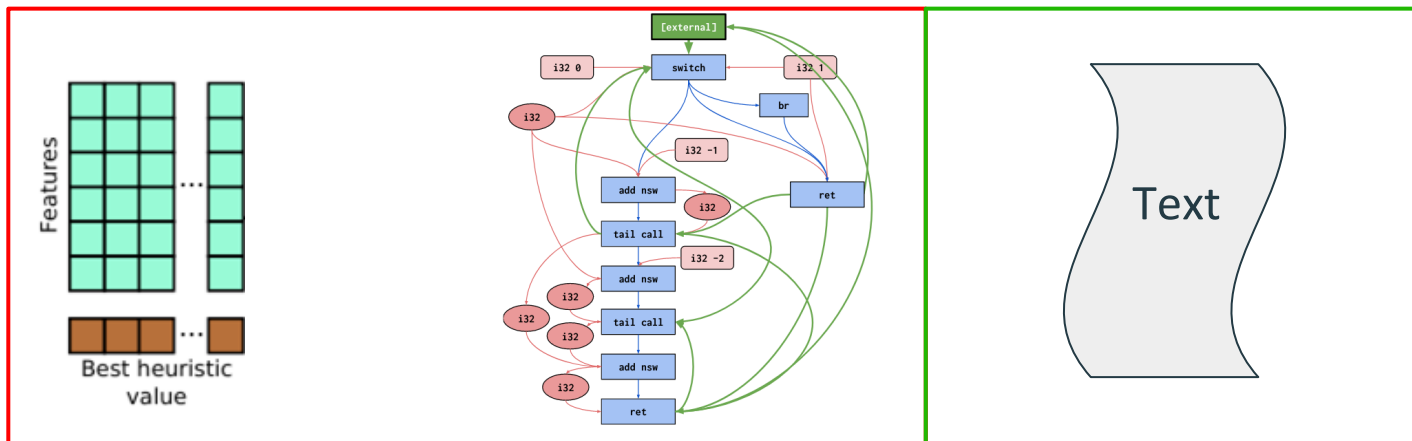 Features
...
...
Best heuristic
value
[external]
i32 0
switch
i32 1
br
i32
i32 -1
add nsw
ret
i32
tail call
i32 -2
add nsw
i32
i32
tail call
i32
add nsw
i32
ret
Text